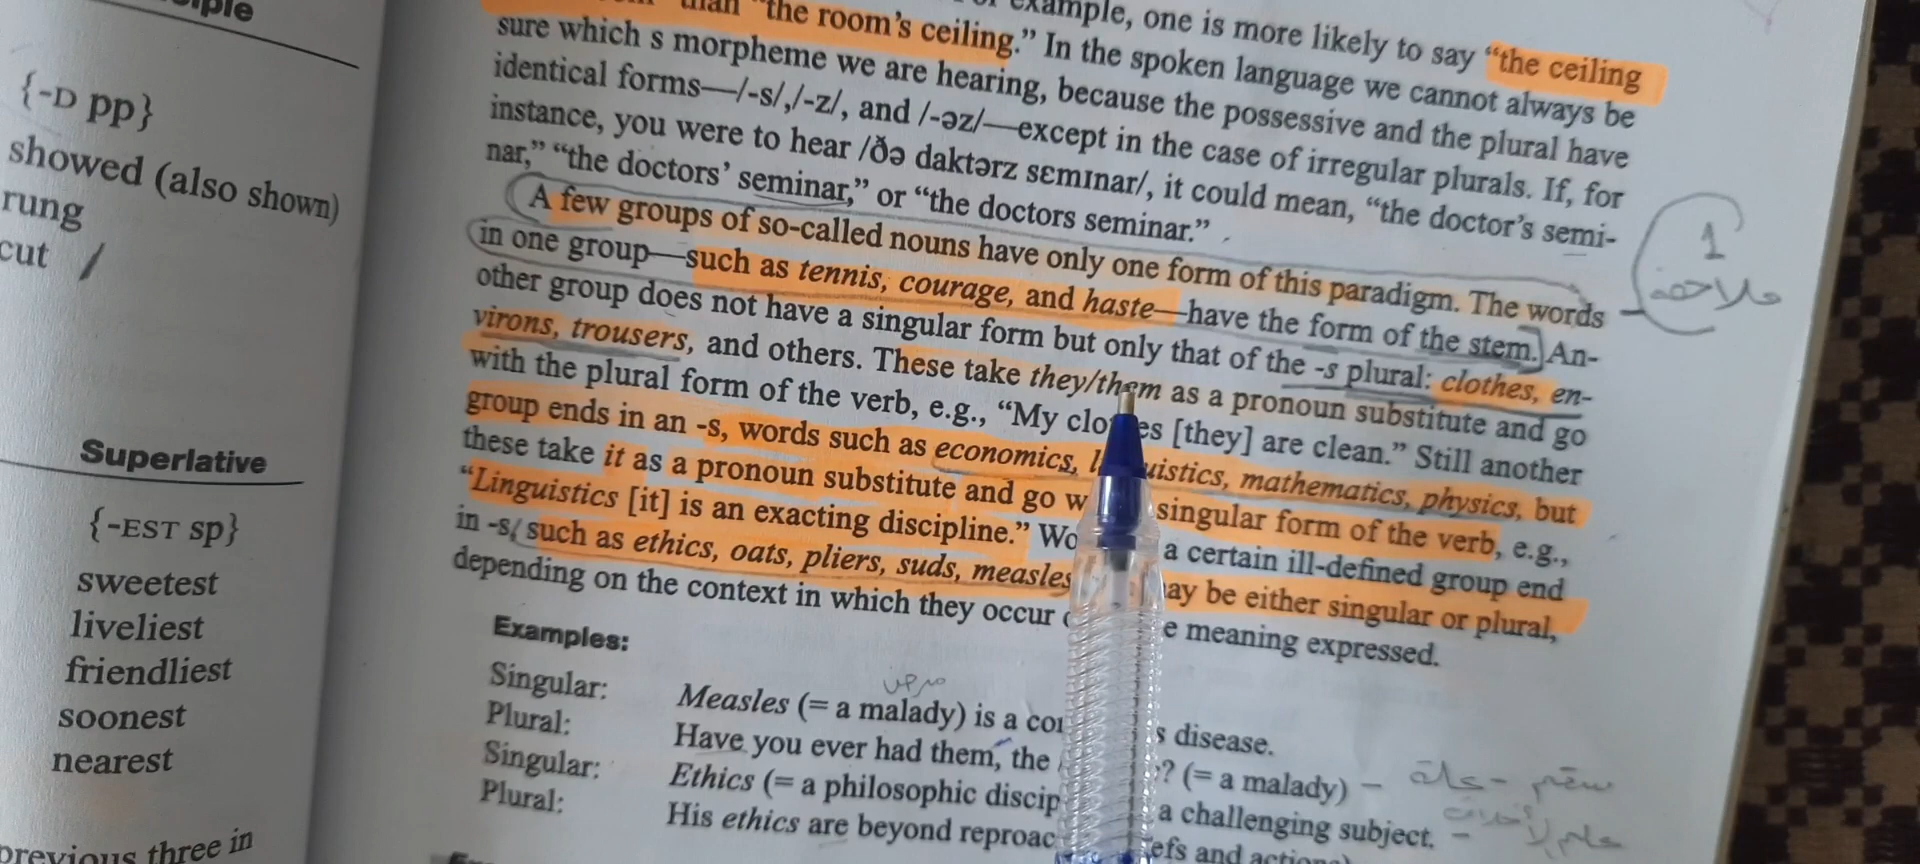 {-D pp}
showed (also shown)
rung
cut /
Superlative
{-EST sp}
sweetest
liveliest
friendliest
soonest
nearest
previous three in
than "the room's ceiling." In the spoken language we cannot always be
example, one is more likely to say "the ceiling
sure which s morpheme we are hearing, because the possessive and the plural have
identical forms—/-s/,/-z/, and /-əz/—except in the case of irregular plurals. If, for
instance, you were to hear /ðə daktərz sɛmɪnar/, it could mean, "the doctor's semi-
nar," "the doctors' seminar," or "the doctors seminar."
A few groups of so-called nouns have only one form of this paradigm. The words
in one group—such as tennis, courage, and haste—have the form of the stem. An-
other group does not have a singular form but only that of the -s plural: clothes, en-
virons, trousers, and others. These take they/them as a pronoun substitute and go
with the plural form of the verb, e.g., "My clo es [they] are clean." Still another
group ends in an -s, words such as economics, l uistics, mathematics, physics, but
these take it as a pronoun substitute and go w singular form of the verb, e.g.,
"Linguistics [it] is an exacting discipline." Wo a certain ill-defined group end
in -s, such as ethics, oats, pliers, suds, measles ay be either singular or plural,
depending on the context in which they occur e meaning expressed.
1
ملاحظة
Examples:
مرض
Singular: Measles (= a malady) is a co s disease.
Plural: Have you ever had them, the ? (= a malady) – سقم - علة
Singular: Ethics (= a philosophic discip a challenging subject. – علم الأخلاق
Plural: His ethics are beyond reproac efs and actions)